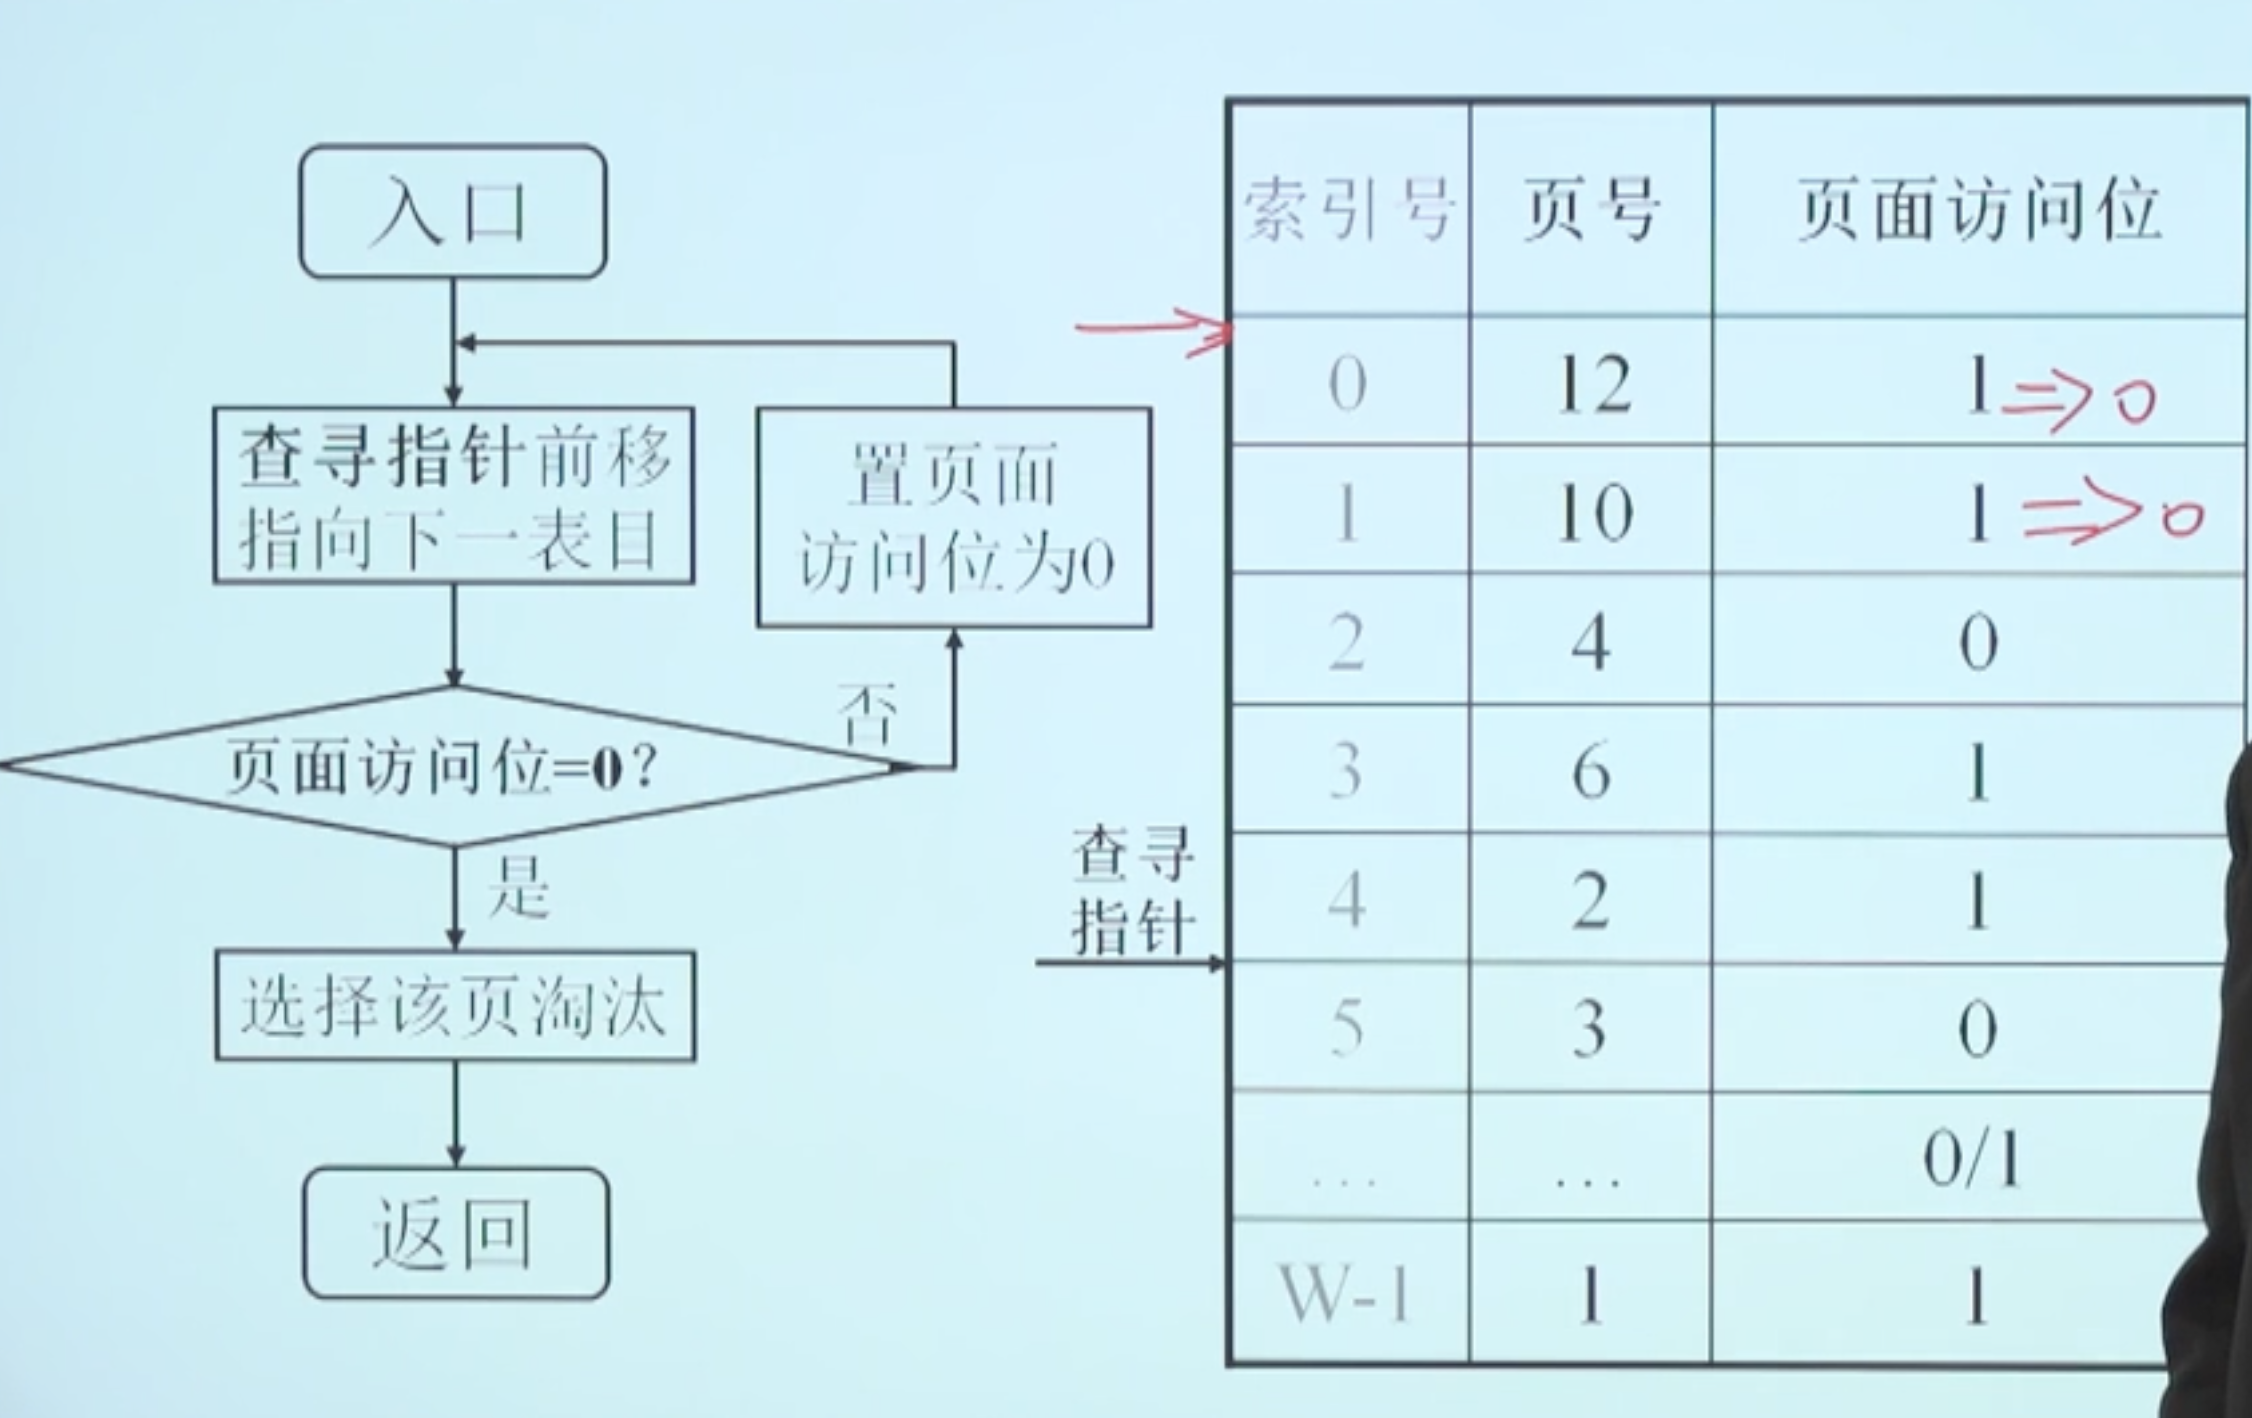 入口
查寻指针前移
指向下一表目
置页面
访问位为0
页面访问位=0?
否
是
选择该页淘汰
返回
查寻
指针
索引号 页号 页面访问位
0 12 1⇒0
1 10 1⇒0
2 4 0
3 6 1
4 2 1
5 3 0
... ... 0/1
W-1 1 1